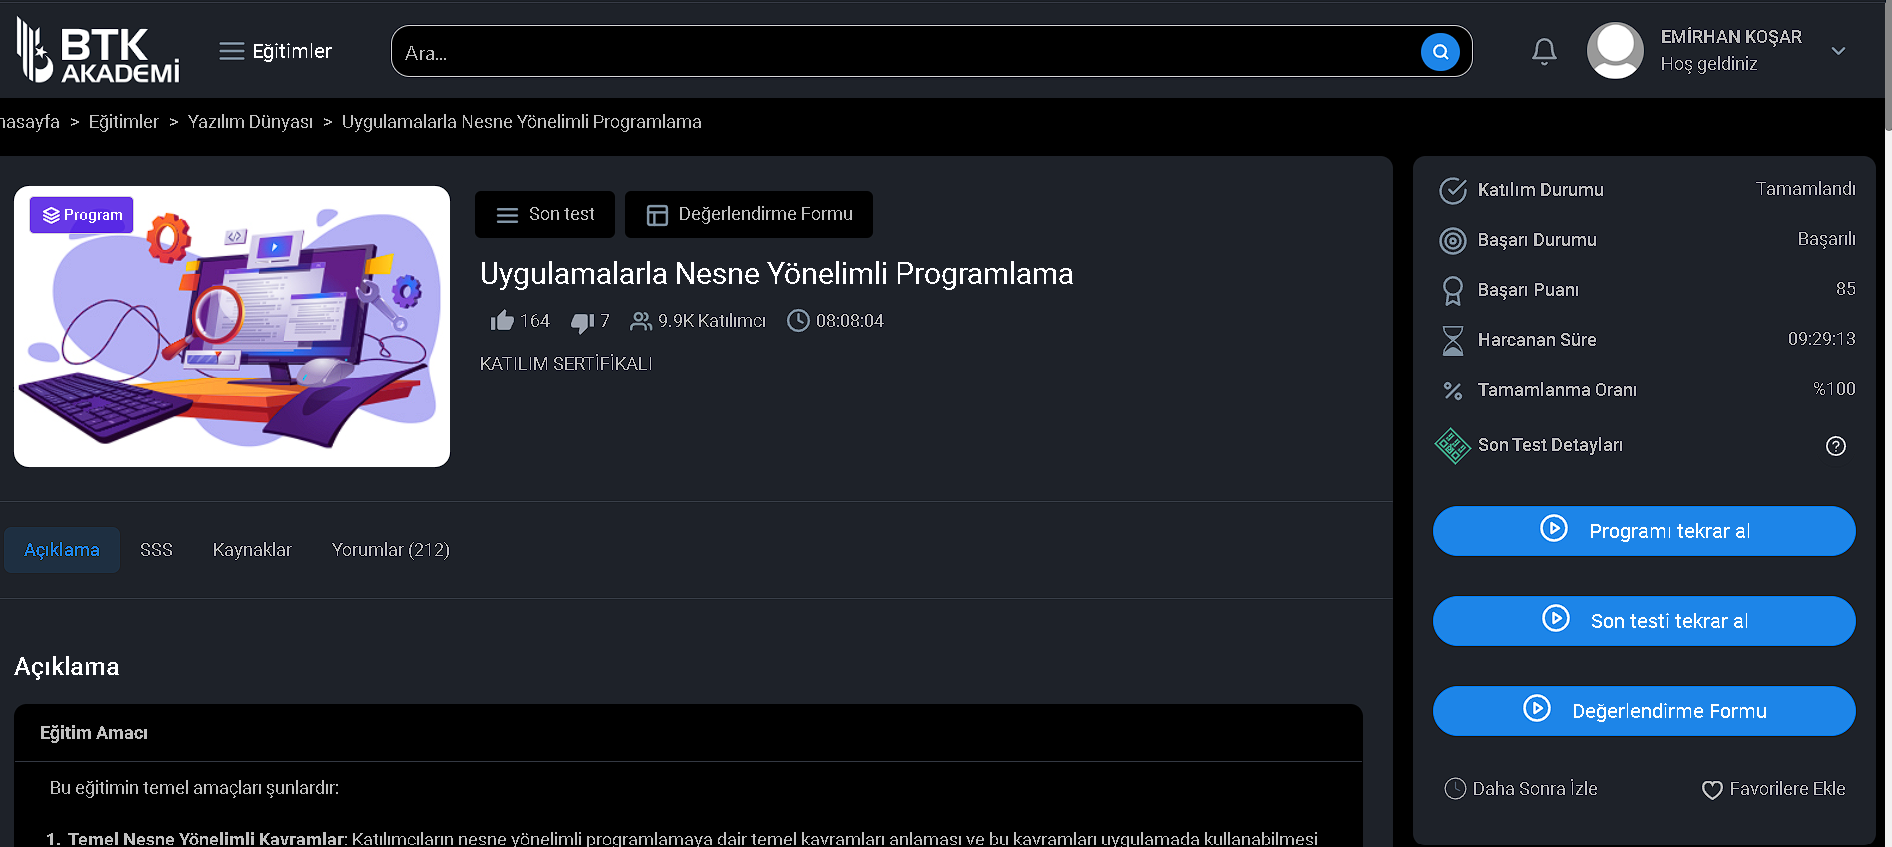 BTK
AKADEMİ
Eğitimler
Ara...
EMİRHAN KOŞAR
Hoş geldiniz
nasayfa > Eğitimler > Yazılım Dünyası > Uygulamalarla Nesne Yönelimli Programlama
Program
Son test
Değerlendirme Formu
Uygulamalarla Nesne Yönelimli Programlama
164 7 9.9K Katılımcı 08:08:04
KATILIM SERTİFİKALI
Açıklama SSS Kaynaklar Yorumlar (212)
Açıklama
Eğitim Amacı
Bu eğitimin temel amaçları şunlardır:
1. Temel Nesne Yönelimli Kavramlar: Katılımcıların nesne yönelimli programlamaya dair temel kavramları anlaması ve bu kavramları uygulamada kullanabilmesi
Katılım Durumu Tamamlandı
Başarı Durumu Başarılı
Başarı Puanı 85
Harcanan Süre 09:29:13
Tamamlanma Oranı %100
Son Test Detayları
Programı tekrar al
Son testi tekrar al
Değerlendirme Formu
Daha Sonra İzle Favorilere Ekle